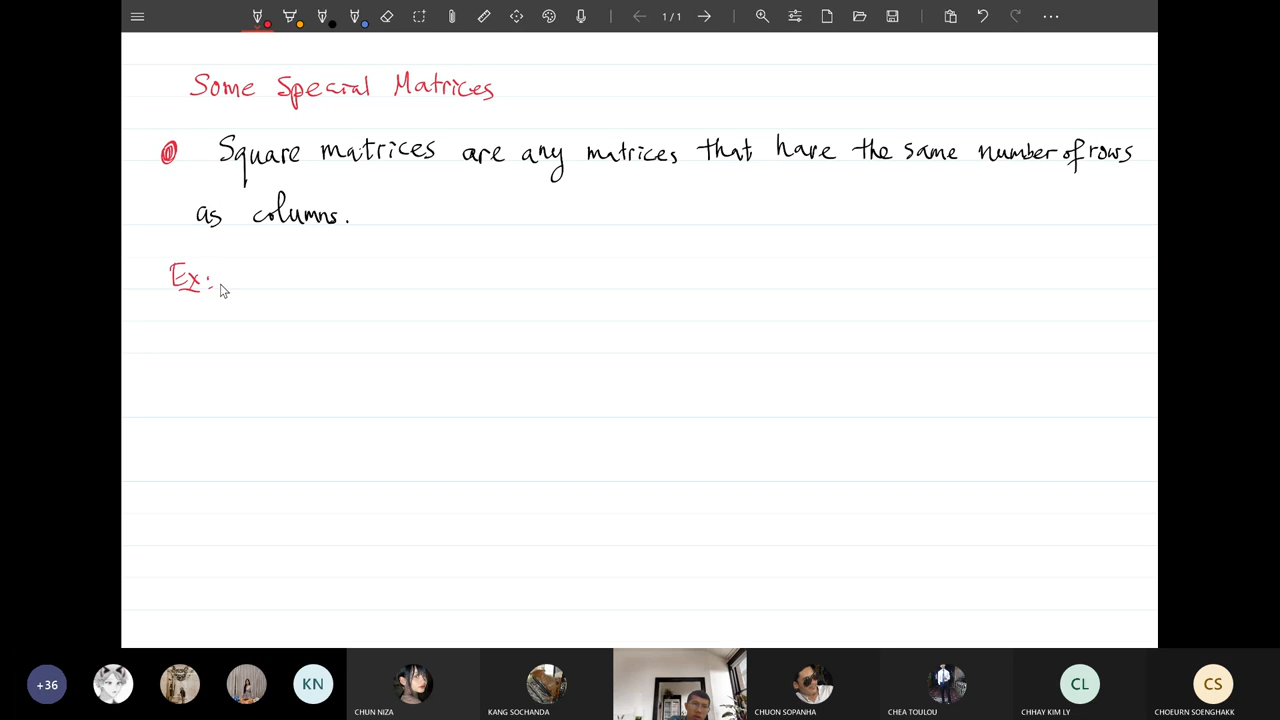 1 / 1
Some Special Matrices
Square matrices are any matrices that have the same number of rows
as columns.
Ex:
+36
KN
CHUN NIZA
KANG SOCHANDA
CHUON SOPANHA
CHEA TOULOU
CL
CHHAY KIM LY
CS
CHOEURN SOENGHAKK